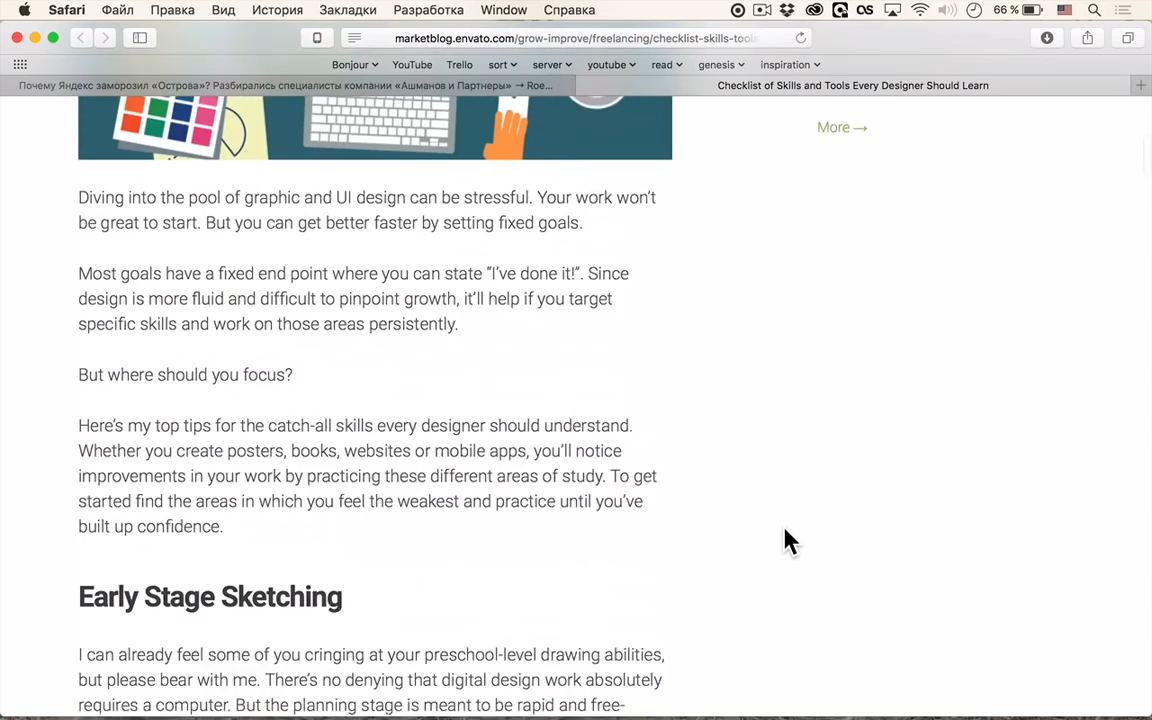 Safari Файл Правка Вид История Закладки Разработка Window Справка 66 %
marketblog.envato.com/grow-improve/freelancing/checklist-skills-tools-
Bonjour YouTube Trello sort server youtube read genesis inspiration
Почему Яндекс заморозил «Острова»? Разбирались специалисты компании «Ашманов и Партнеры» → Roe... Checklist of Skills and Tools Every Designer Should Learn
More →
Diving into the pool of graphic and UI design can be stressful. Your work won’t
be great to start. But you can get better faster by setting fixed goals.
Most goals have a fixed end point where you can state “I’ve done it!”. Since
design is more fluid and difficult to pinpoint growth, it’ll help if you target
specific skills and work on those areas persistently.
But where should you focus?
Here’s my top tips for the catch-all skills every designer should understand.
Whether you create posters, books, websites or mobile apps, you’ll notice
improvements in your work by practicing these different areas of study. To get
started find the areas in which you feel the weakest and practice until you’ve
built up confidence.
Early Stage Sketching
I can already feel some of you cringing at your preschool-level drawing abilities,
but please bear with me. There’s no denying that digital design work absolutely
requires a computer. But the planning stage is meant to be rapid and free-